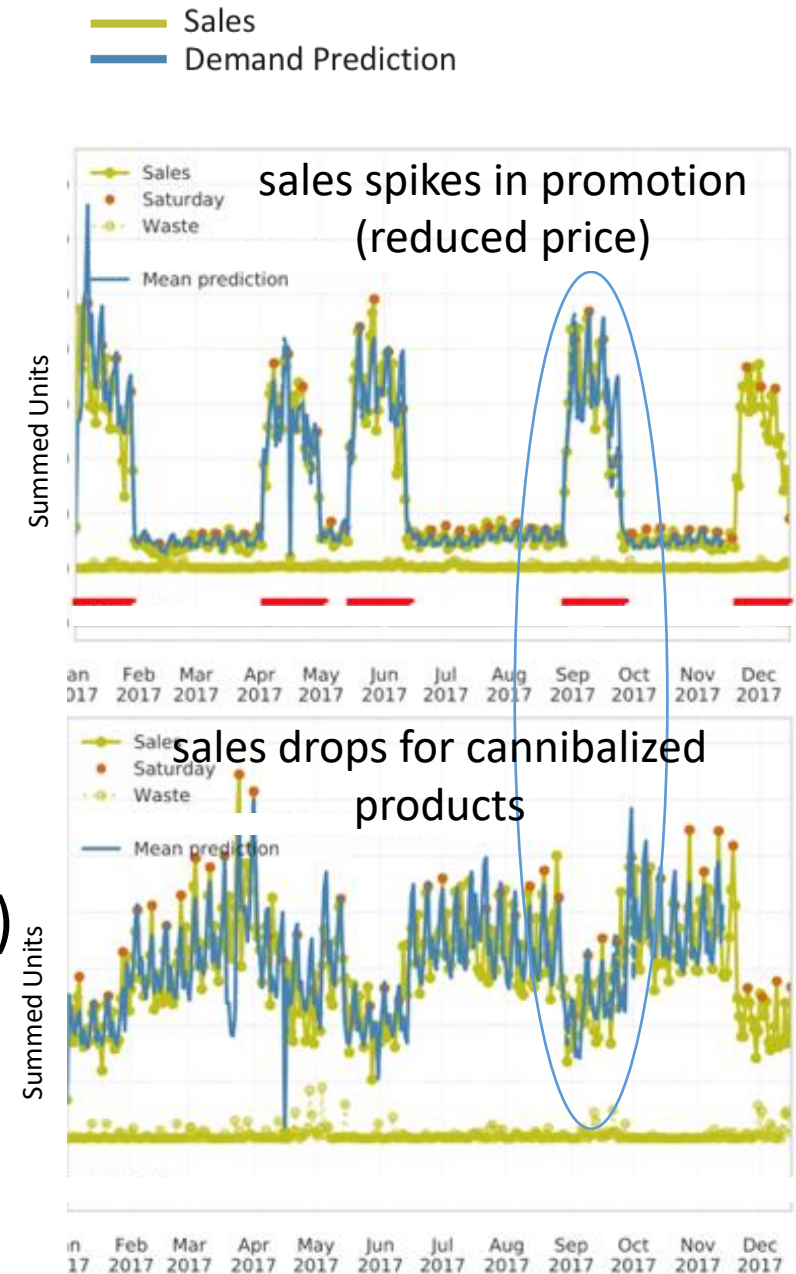 Sales
Demand Prediction
sales spikes in promotion
(reduced price)
Sales
Saturday
Waste
Mean prediction
Summed Units
an Feb Mar Apr May Jun Jul Aug Sep Oct Nov Dec
017 2017 2017 2017 2017 2017 2017 2017 2017 2017 2017 2017
sales drops for cannibalized
products
Sales
Saturday
Waste
Mean prediction
)
Summed Units
n Feb Mar Apr May Jun Jul Aug Sep Oct Nov Dec
17 2017 2017 2017 2017 2017 2017 2017 2017 2017 2017 2017